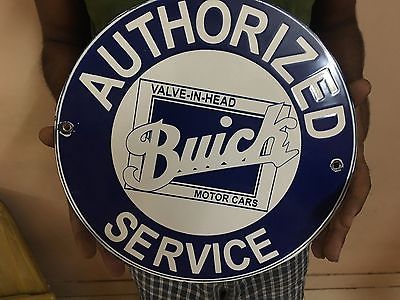 AUTHORIZED
VALVE-IN-HEAD
Buick
MOTOR CARS
SERVICE